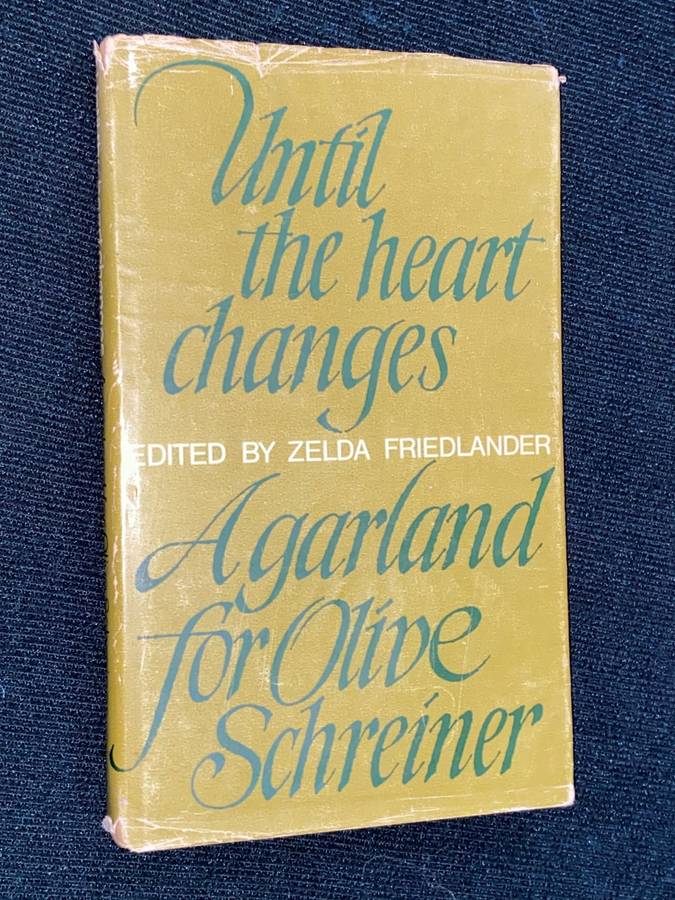 Until
the heart
changes
EDITED BY ZELDA FRIEDLANDER
A garland
for Olive
Schreiner